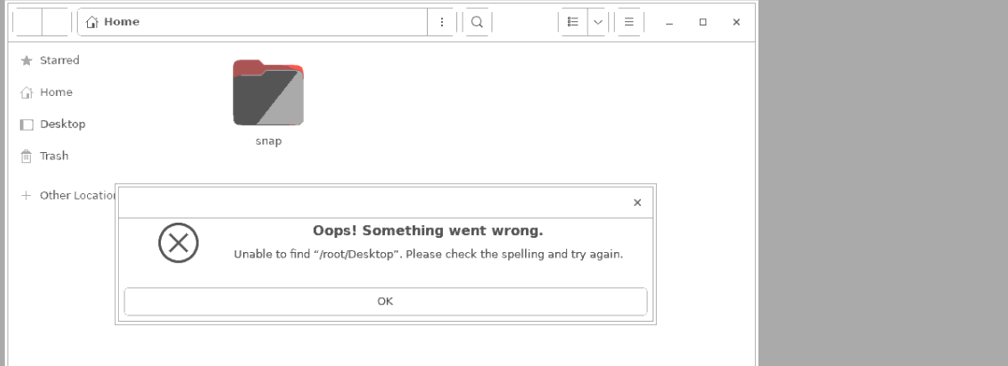 Home
Starred
Home
Desktop
Trash
Other Location
snap
Oops! Something went wrong.
Unable to find “/root/Desktop”. Please check the spelling and try again.
OK